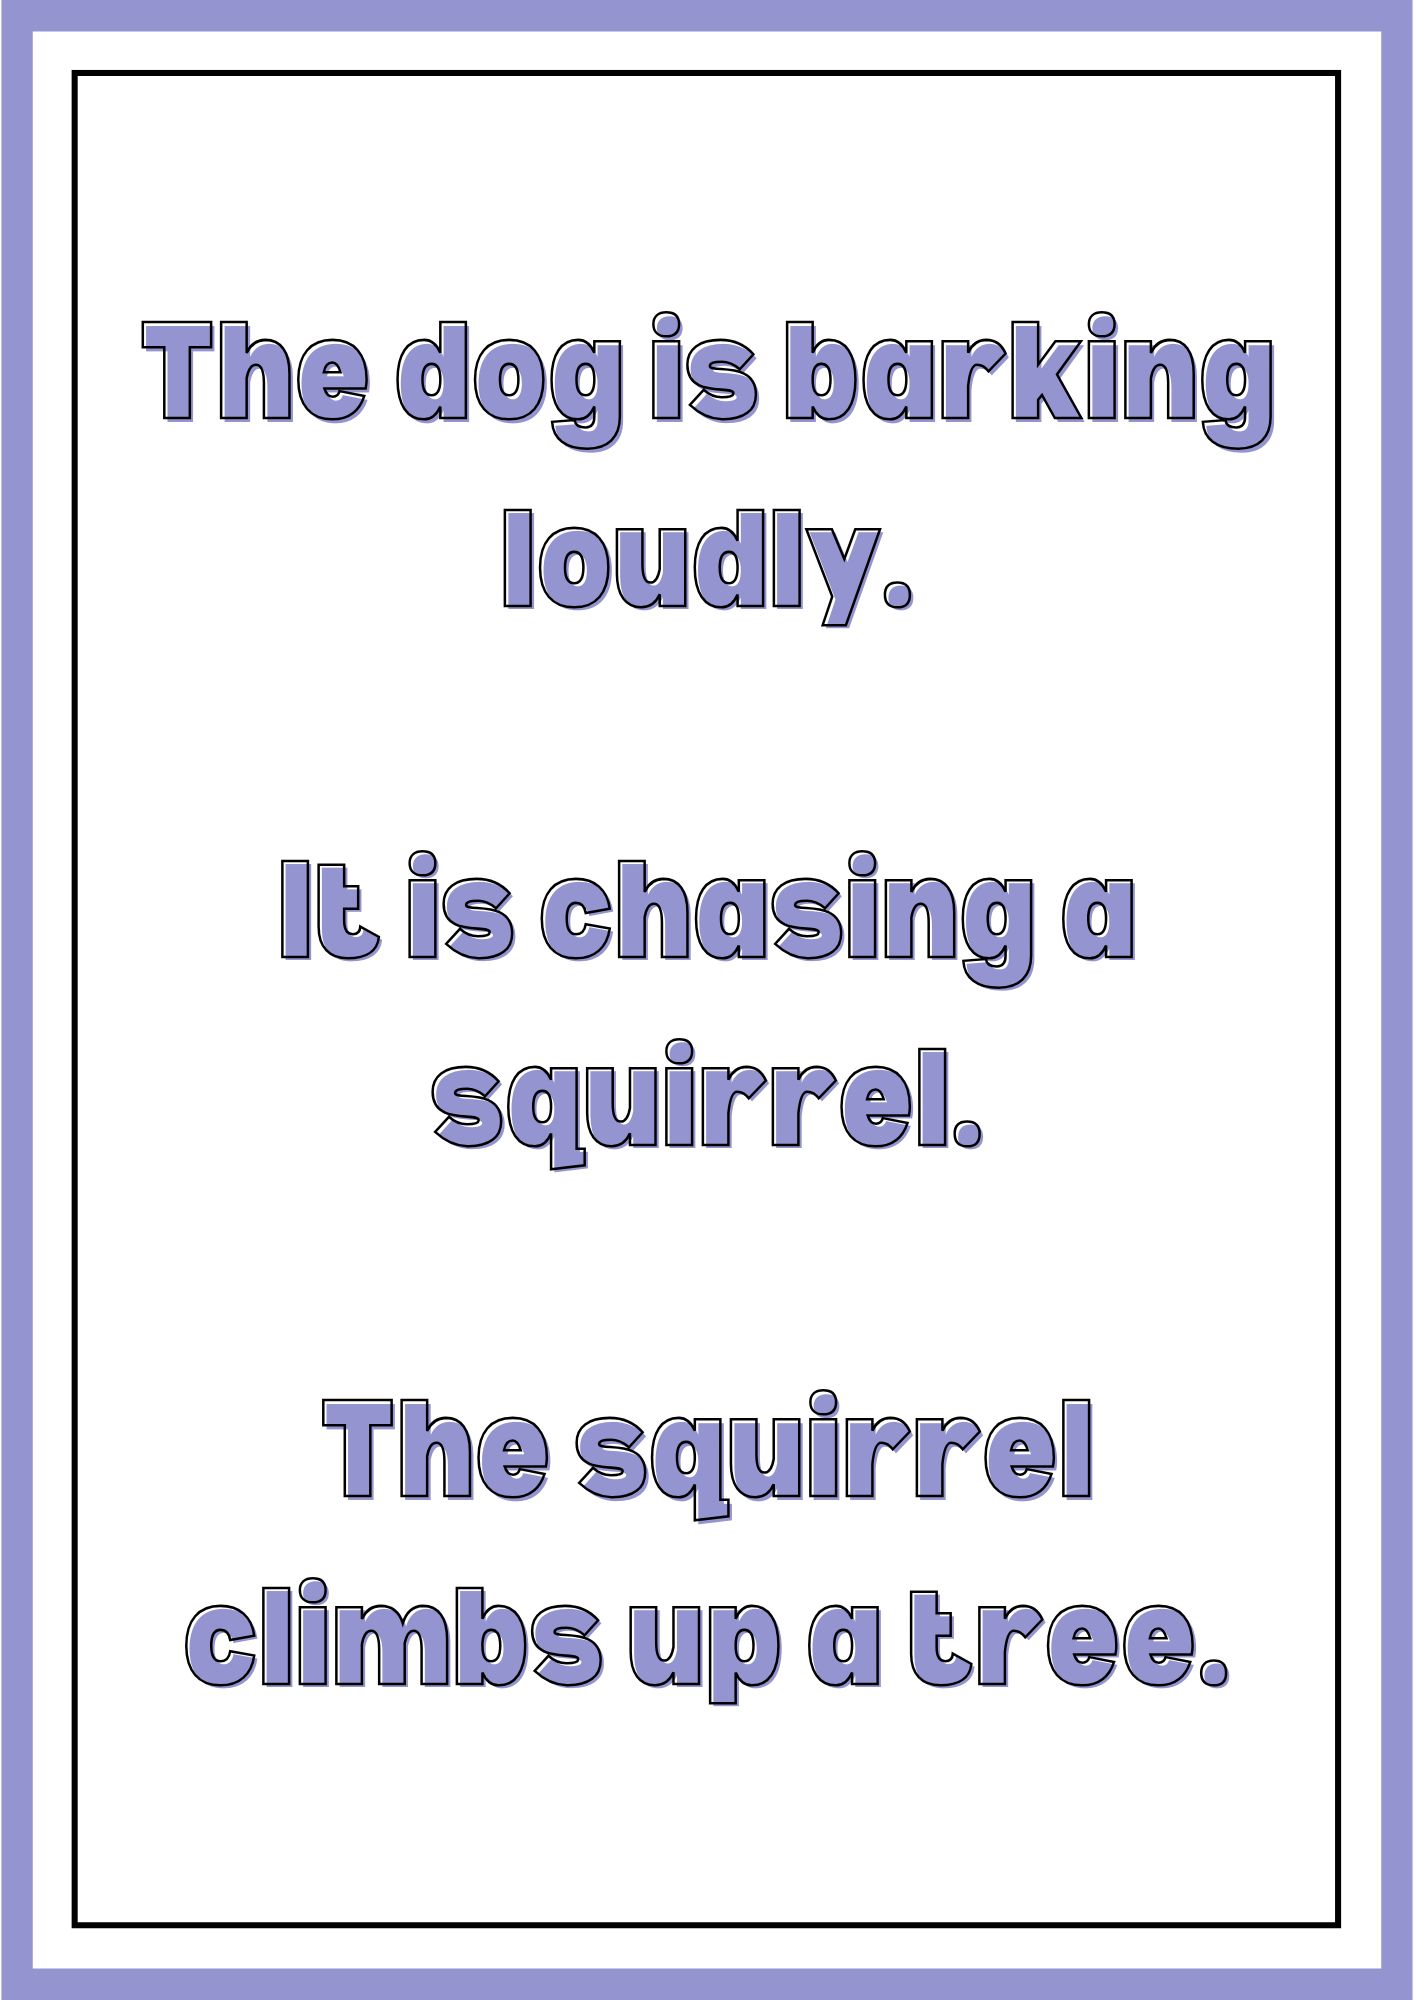 The dog is barking
loudly.
It is chasing a
squirrel.
The squirrel
climbs up a tree.